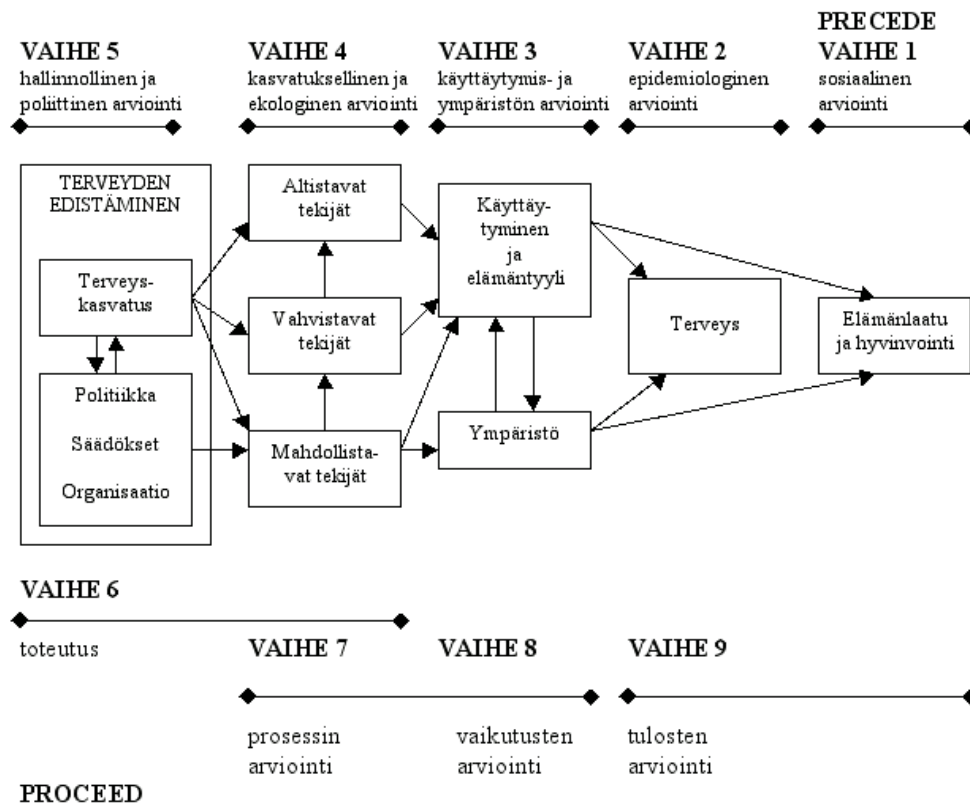 PRECEDE
VAIHE 5
hallinnollinen ja
poliittinen arviointi
VAIHE 4
kasvatuksellinen ja
ekologinen arviointi
VAIHE 3
käyttäytymis- ja
ympäristön arviointi
VAIHE 2
epidemiologinen
arviointi
VAIHE 1
sosiaalinen
arviointi
TERVEYDEN
EDISTÄMINEN
Terveys-
kasvatus
Politiikka
Säädökset
Organisaatio
Altistavat
tekijät
Vahvistavat
tekijät
Mahdollista-
vat tekijät
Käyttäy-
tyminen
ja
elämäntyyli
Ympäristö
Terveys
Elämänlaatu
ja hyvinvointi
VAIHE 6
toteutus
VAIHE 7
prosessin
arviointi
VAIHE 8
vaikutusten
arviointi
VAIHE 9
tulosten
arviointi
PROCEED